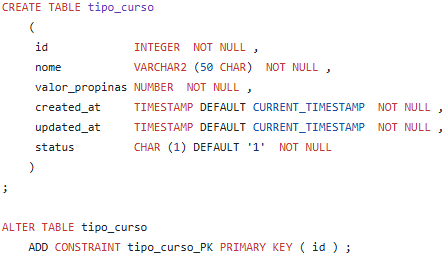 CREATE TABLE tipo_curso
(
id INTEGER NOT NULL ,
nome VARCHAR2 (50 CHAR) NOT NULL ,
valor_propinas NUMBER NOT NULL ,
created_at TIMESTAMP DEFAULT CURRENT_TIMESTAMP NOT NULL ,
updated_at TIMESTAMP DEFAULT CURRENT_TIMESTAMP NOT NULL ,
status CHAR (1) DEFAULT '1' NOT NULL
)
;
ALTER TABLE tipo_curso
ADD CONSTRAINT tipo_curso_PK PRIMARY KEY ( id ) ;